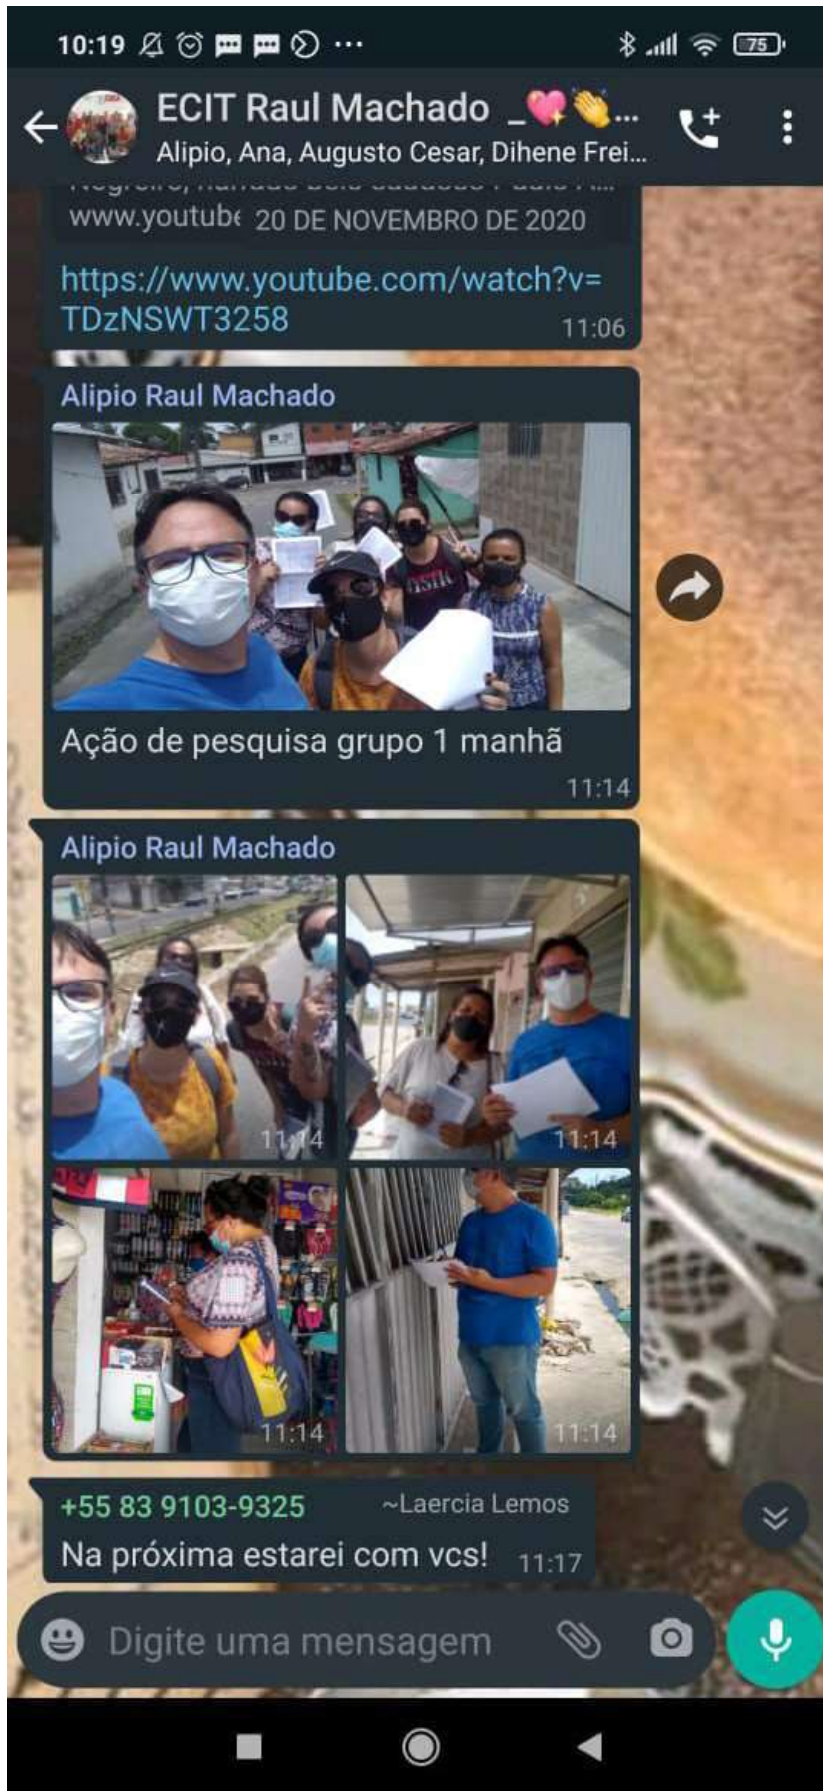 10:19
75
ECIT Raul Machado _💖👏...
Alipio, Ana, Augusto Cesar, Dihene Frei...
www.youtube
20 DE NOVEMBRO DE 2020
https://www.youtube.com/watch?v=
TDzNSWT3258
11:06
Alipio Raul Machado
Ação de pesquisa grupo 1 manhã
11:14
Alipio Raul Machado
11:14
11:14
11:14
11:14
+55 83 9103-9325
~Laercia Lemos
Na próxima estarei com vcs!
11:17
Digite uma mensagem